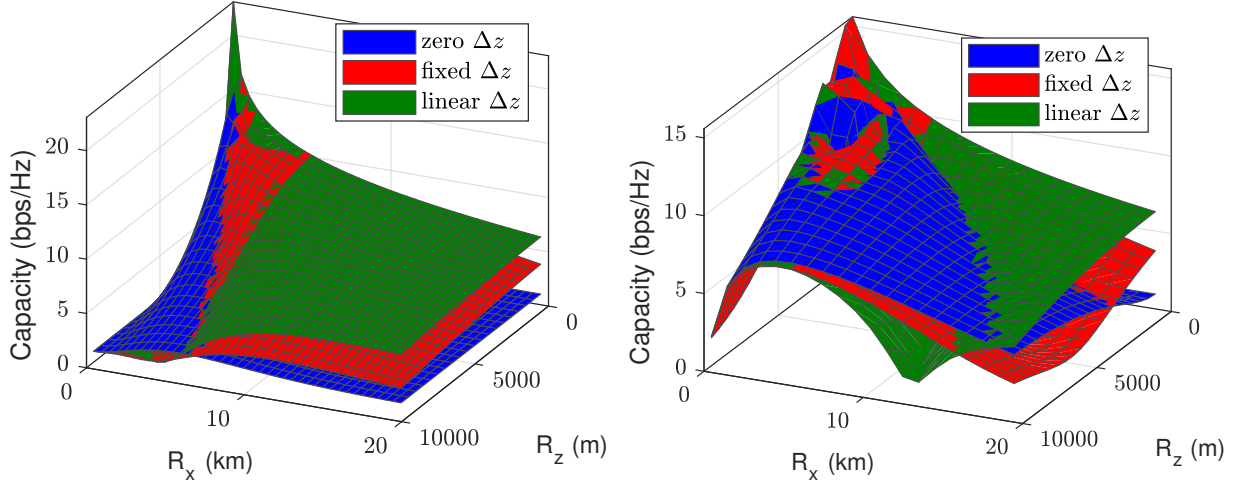 zero Δz
fixed Δz
linear Δz
20
15
10
5
0
Capacity (bps/Hz)
0
10
20
R_x (km)
0
5000
10000
R_z (m)
zero Δz
fixed Δz
linear Δz
15
10
5
0
Capacity (bps/Hz)
0
10
20
R_x (km)
0
5000
10000
R_z (m)